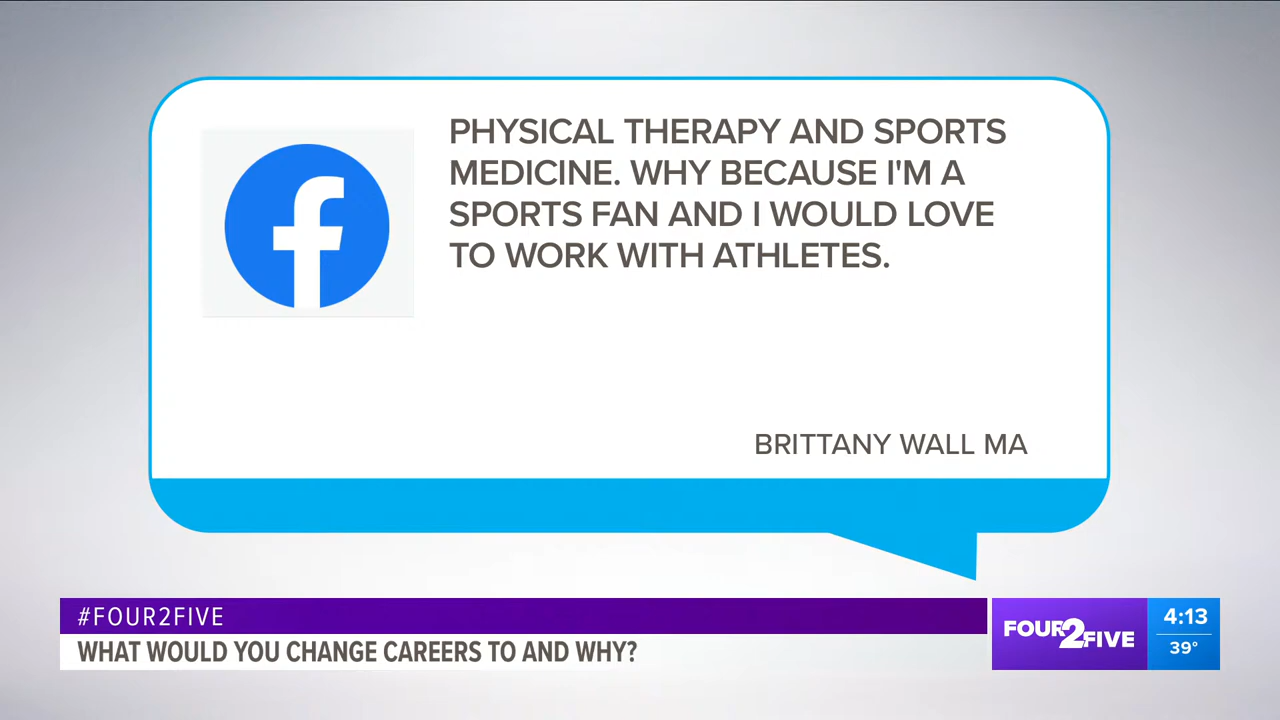 PHYSICAL THERAPY AND SPORTS
MEDICINE. WHY BECAUSE I'M A
SPORTS FAN AND I WOULD LOVE
TO WORK WITH ATHLETES.
BRITTANY WALL MA
#FOUR2FIVE
WHAT WOULD YOU CHANGE CAREERS TO AND WHY?
FOUR2FIVE
4:13
39°